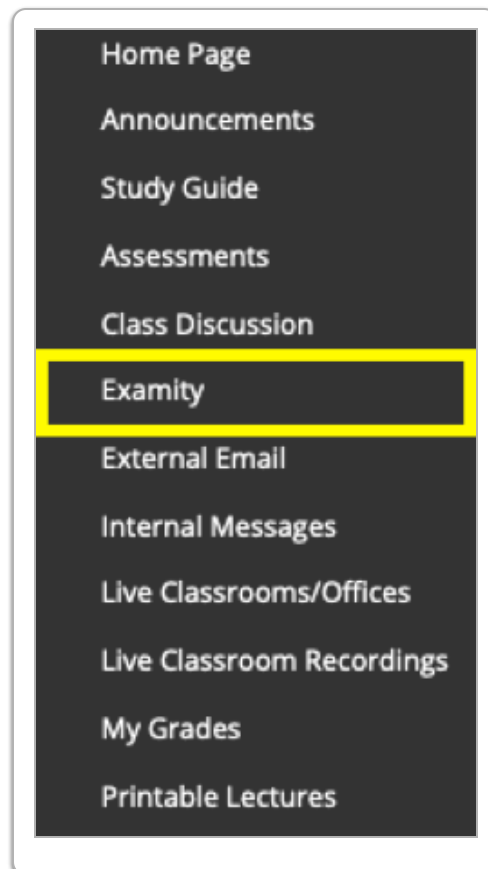 Home Page
Announcements
Study Guide
Assessments
Class Discussion
Examity
External Email
Internal Messages
Live Classrooms/Offices
Live Classroom Recordings
My Grades
Printable Lectures